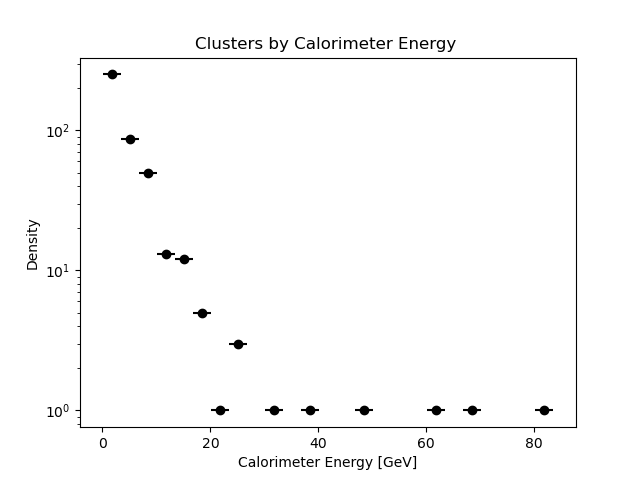 Clusters by Calorimeter Energy
Density
10²
10¹
10⁰
0 20 40 60 80
Calorimeter Energy [GeV]